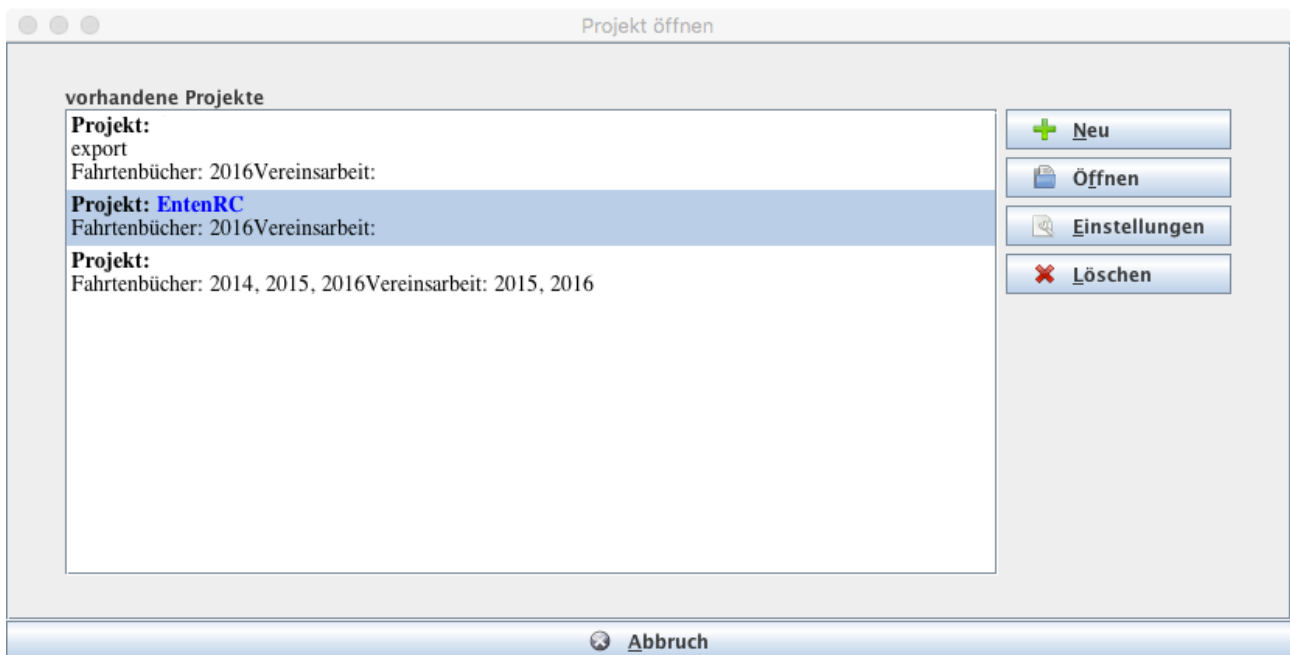 Projekt öffnen
vorhandene Projekte
Projekt:
export
Fahrtenbücher: 2016Vereinsarbeit:
Projekt: EntenRC
Fahrtenbücher: 2016Vereinsarbeit:
Projekt:
Fahrtenbücher: 2014, 2015, 2016Vereinsarbeit: 2015, 2016
Neu
Öffnen
Einstellungen
Löschen
Abbruch